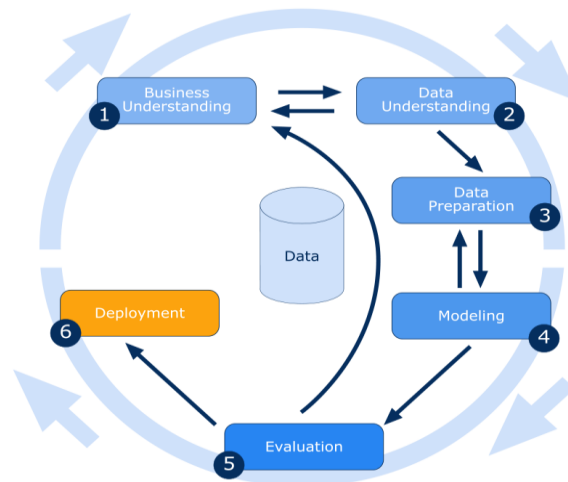 Business
Understanding
1
Data
Understanding
2
Data
Preparation
3
Data
Deployment
6
Modeling
4
Evaluation
5